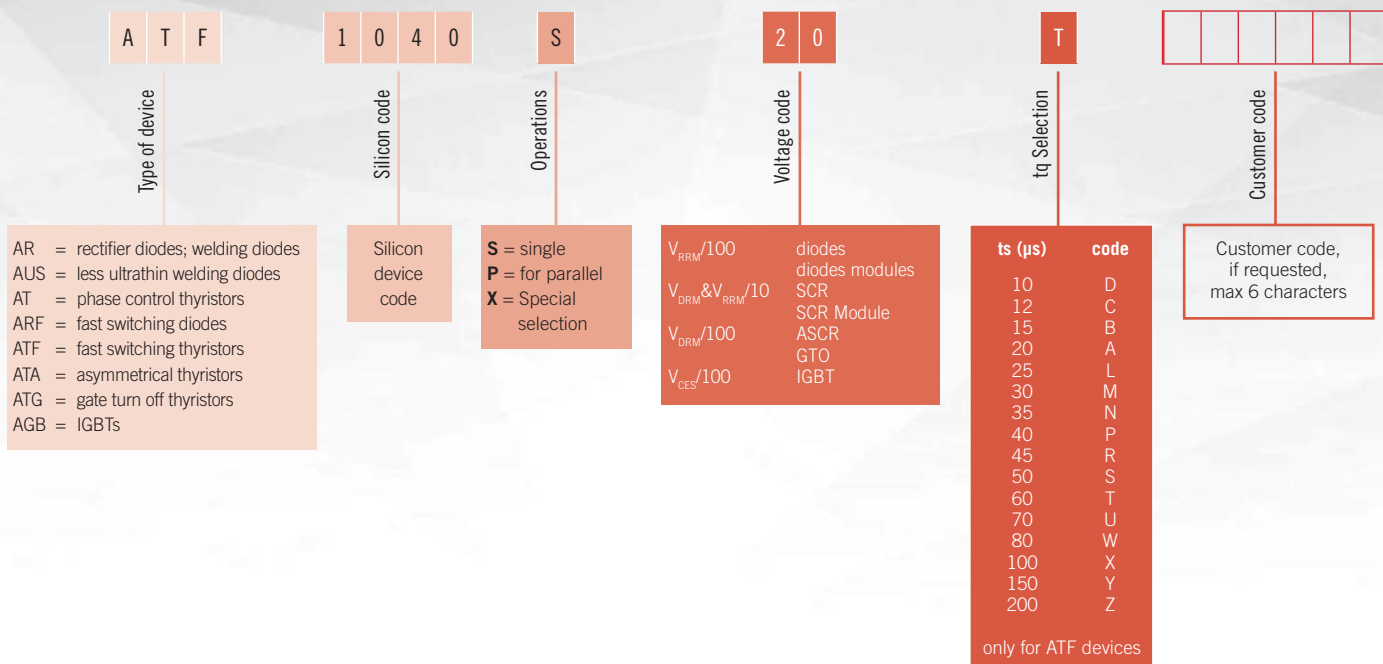 A T F 1 0 4 0 S 2 0 T
Type of device
Silicon code
Operations
Voltage code
tq Selection
Customer code
AR = rectifier diodes; welding diodes
AUS = less ultrathin welding diodes
AT = phase control thyristors
ARF = fast switching diodes
ATF = fast switching thyristors
ATA = asymmetrical thyristors
ATG = gate turn off thyristors
AGB = IGBTs
Silicon
device
code
S = single
P = for parallel
X = Special
selection
VRRM/100 diodes
diodes modules
VDRM&VRRM/10 SCR
SCR Module
VDRM/100 ASCR
GTO
VCES/100 IGBT
ts (µs) code
10 D
12 C
15 B
20 A
25 L
30 M
35 N
40 P
45 R
50 S
60 T
70 U
80 W
100 X
150 Y
200 Z
only for ATF devices
Customer code,
if requested,
max 6 characters